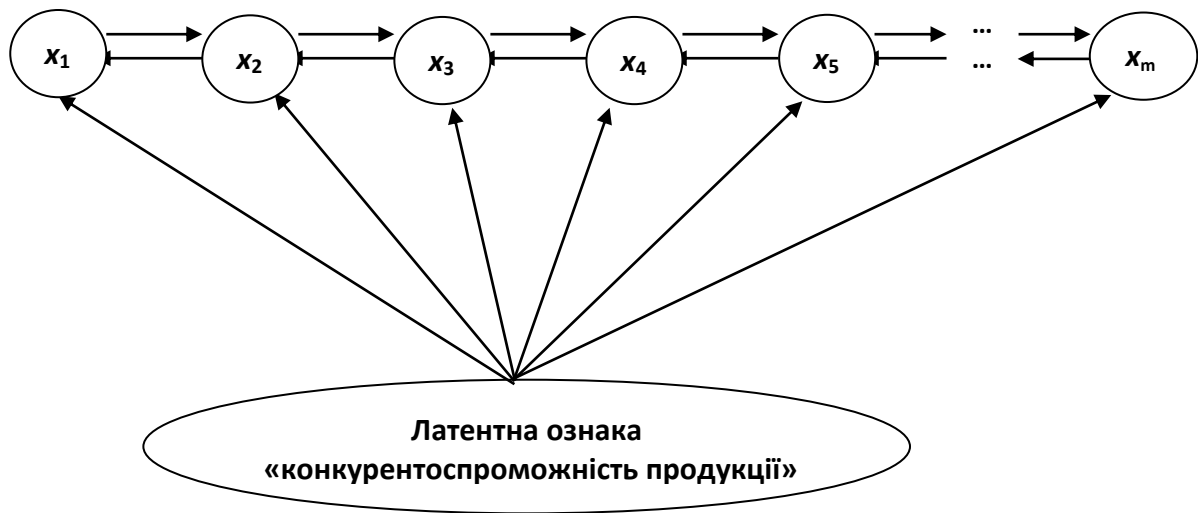 x1 x2 x3 x4 x5 ... xm
...
Латентна ознака
«конкурентоспроможність продукції»